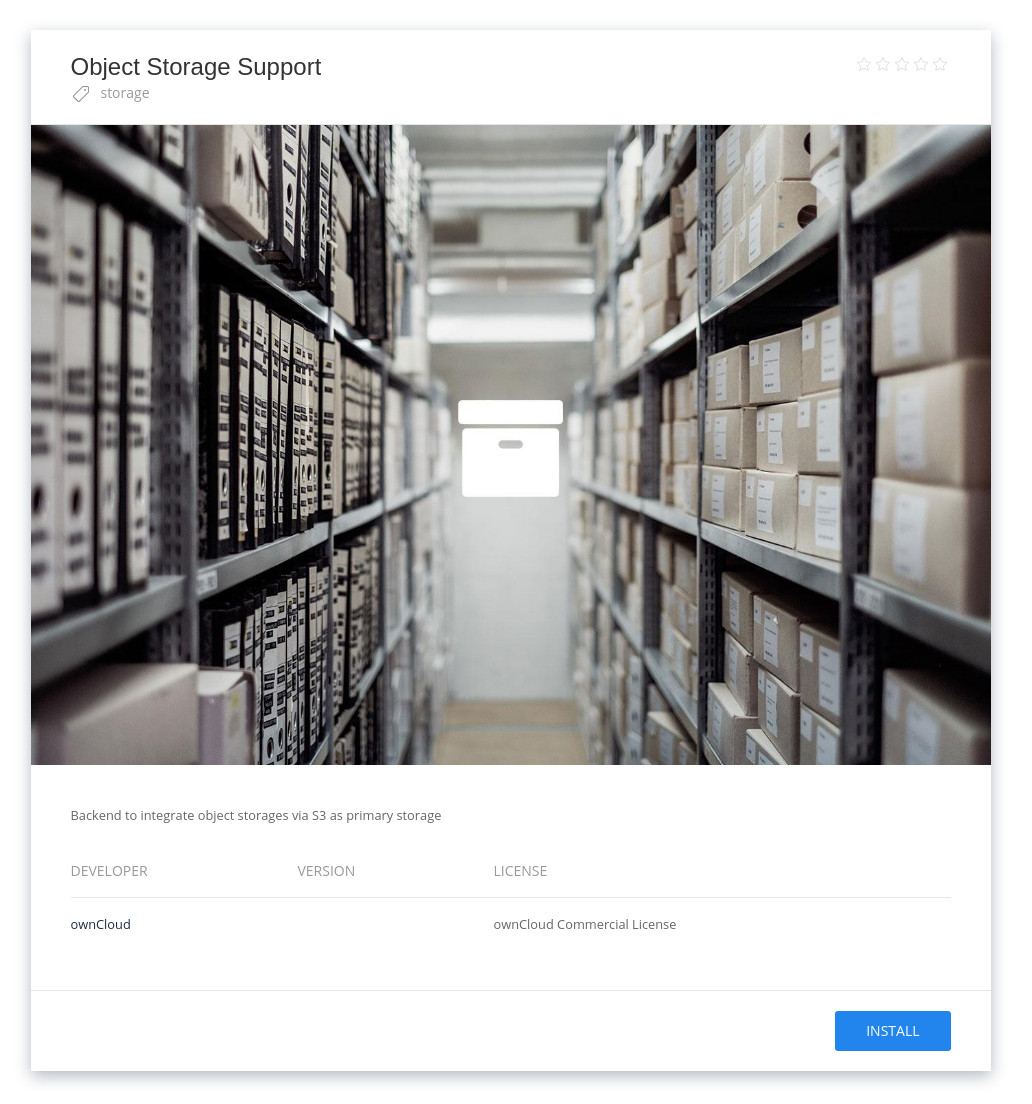 Object Storage Support
storage
Backend to integrate object storages via S3 as primary storage
DEVELOPER VERSION LICENSE
ownCloud ownCloud Commercial License
INSTALL